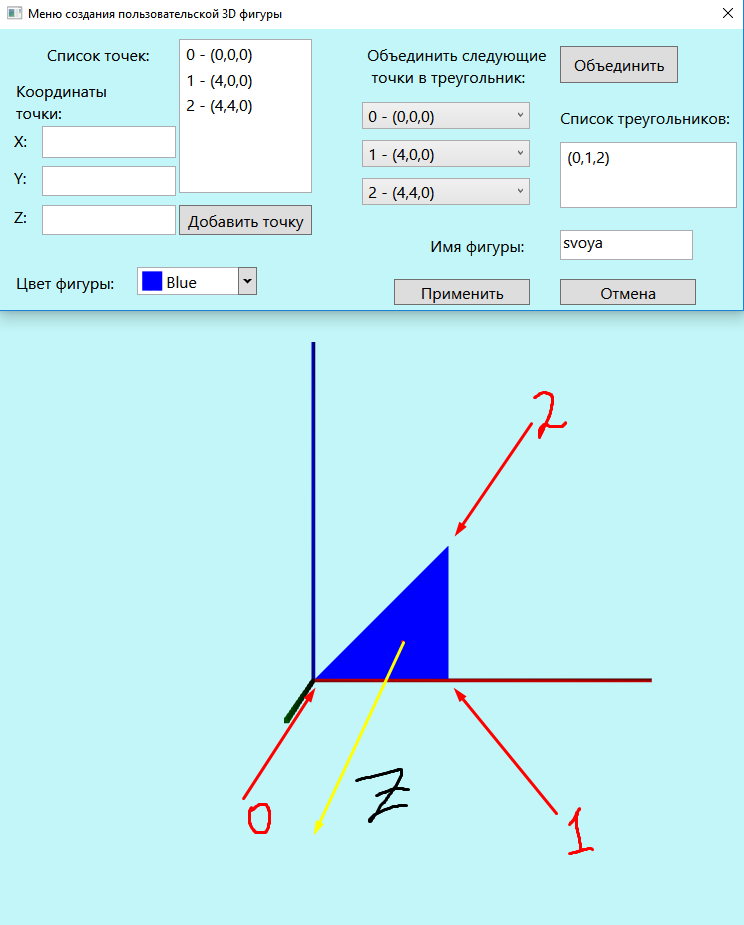 Меню создания пользовательской 3D фигуры
Список точек:
0 - (0,0,0)
1 - (4,0,0)
2 - (4,4,0)
Координаты
точки:
X:
Y:
Z:
Добавить точку
Цвет фигуры:
Blue
Объединить следующие
точки в треугольник:
Объединить
0 - (0,0,0)
1 - (4,0,0)
2 - (4,4,0)
Список треугольников:
(0,1,2)
Имя фигуры:
svoya
Применить
Отмена
2
Z
0
1